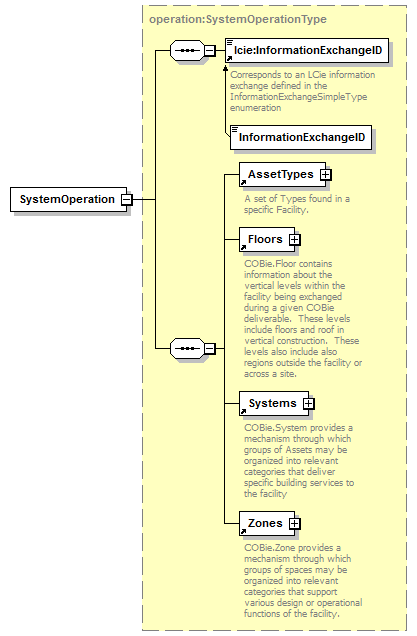 operation:SystemOperationType
lcie:InformationExchangeID
Corresponds to an LCie information
exchange defined in the
InformationExchangeSimpleType
enumeration
InformationExchangeID
SystemOperation
AssetTypes
A set of Types found in a
specific Facility.
Floors
COBie.Floor contains
information about the
vertical levels within the
facility being exchanged
during a given COBie
deliverable.  These levels
include floors and roof in
vertical construction.  These
levels also include also
regions outside the facility or
across a site.
Systems
COBie.System provides a
mechanism through which
groups of Assets may be
organized into relevant
categories that deliver
specific building services to
the facility
Zones
COBie.Zone provides a
mechanism through which
groups of spaces may be
organized into relevant
categories that support
various design or operational
functions of the facility.